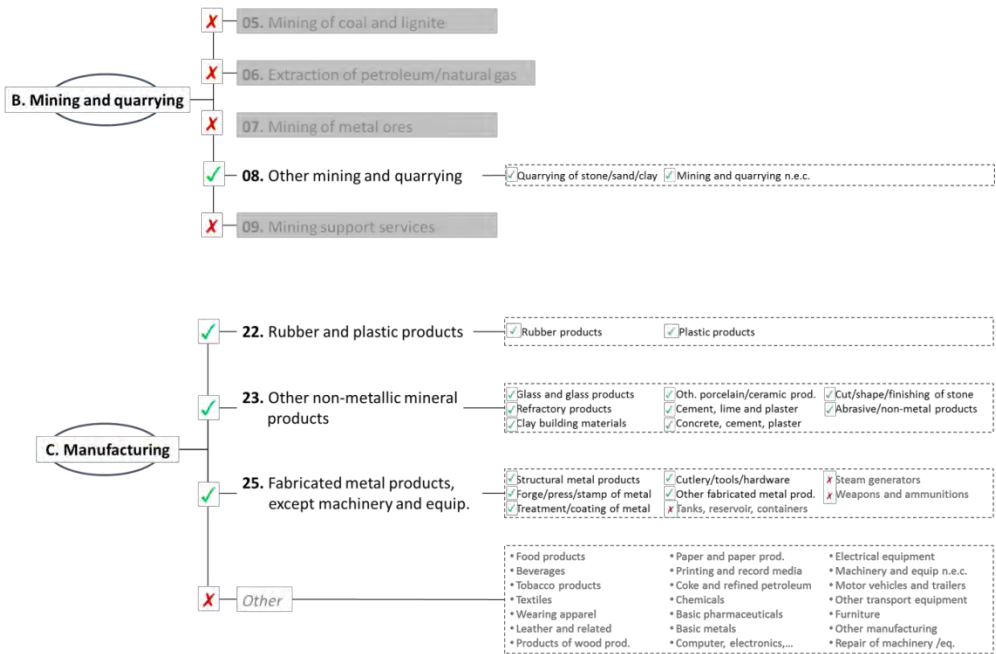 05. Mining of coal and lignite
06. Extraction of petroleum/natural gas
B. Mining and quarrying
07. Mining of metal ores
08. Other mining and quarrying
Quarrying of stone/sand/clay
Mining and quarrying n.e.c.
09. Mining support services
22. Rubber and plastic products
Rubber products
Plastic products
23. Other non-metallic mineral
products
Glass and glass products
Refractory products
Clay building materials
Oth. porcelain/ceramic prod.
Cement, lime and plaster
Concrete, cement, plaster
Cut/shape/finishing of stone
Abrasive/non-metal products
C. Manufacturing
25. Fabricated metal products,
except machinery and equip.
Structural metal products
Forge/press/stamp of metal
Treatment/coating of metal
Cutlery/tools/hardware
Other fabricated metal prod.
Tanks, reservoir, containers
Steam generators
Weapons and ammunitions
Other
• Food products
• Beverages
• Tobacco products
• Textiles
• Wearing apparel
• Leather and related
• Products of wood prod.
• Paper and paper prod.
• Printing and record media
• Coke and refined petroleum
• Chemicals
• Basic pharmaceuticals
• Basic metals
• Computer, electronics,...
• Electrical equipment
• Machinery and equip n.e.c.
• Motor vehicles and trailers
• Other transport equipment
• Furniture
• Other manufacturing
• Repair of machinery /eq.